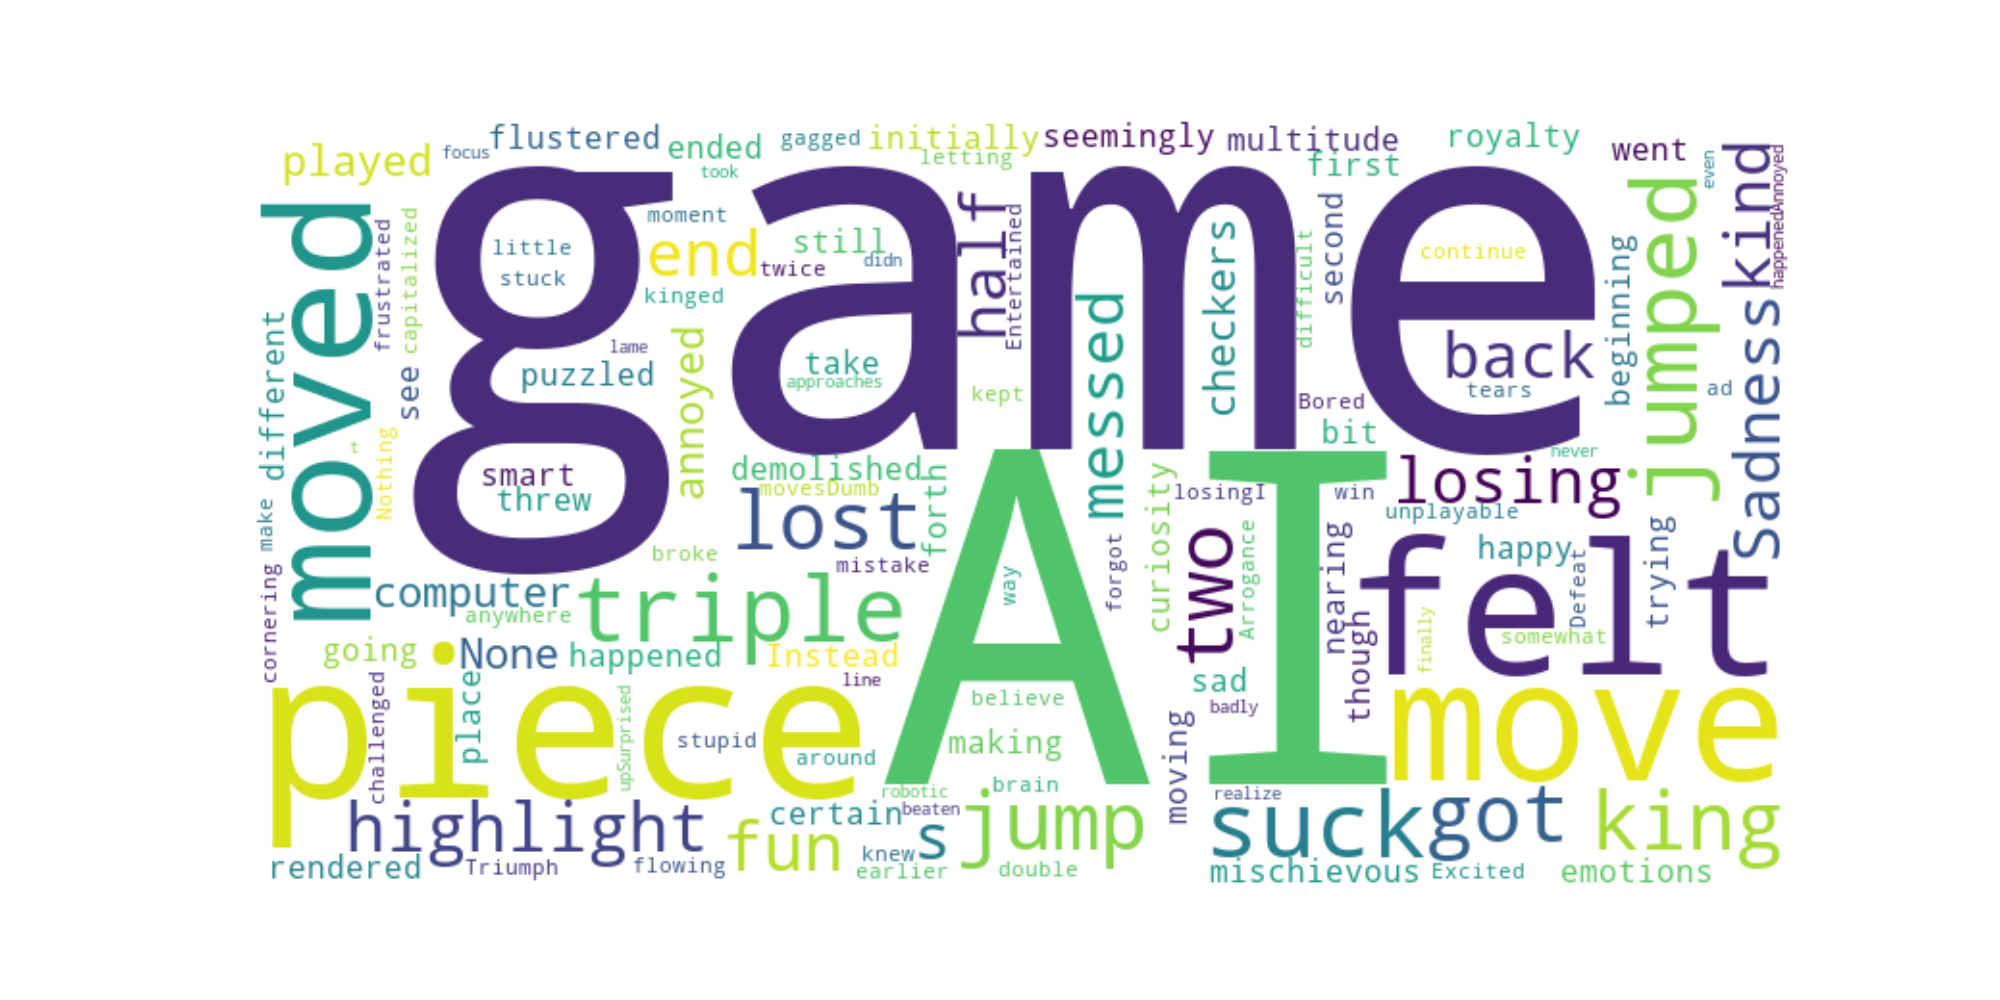 played
focus
flustered
ended
took
gagged
initially
letting
seemingly
multitude
first
royalty
went
even
kind
happenedAnnoyed
moved
frustrated
capitalized
game
little
stuck
moment
end
twice
kinged
still
didn
half
Entertained
checkers
difficult
second
continue
beginning
jumped
different
see
lame
puzzled
annoyed
take
approaches
kept
messed
Bored
back
tears
ad
Sadness
bit
Nothing
t
smart
threw
demolished
movesDumb
lost
forth
AI
curiosity
losingI
win
losing
never
unplayable
make
broke
mistake
forgot
two
Arrogance
nearing
felt
happy
Defeat
trying
cornering
computer
anywhere
triple
way
going
None
happened
Instead
line
sad
badly
though
finally
somewhat
piece
challenged
place
upSurprised
stupid
around
believe
making
moving
move
highlight
rendered
Triumph
flowing
fun
certain
knew
s
earlier
robotic
beaten
brain
jump
double
realize
suck
got
king
mischievous
Excited
emotions